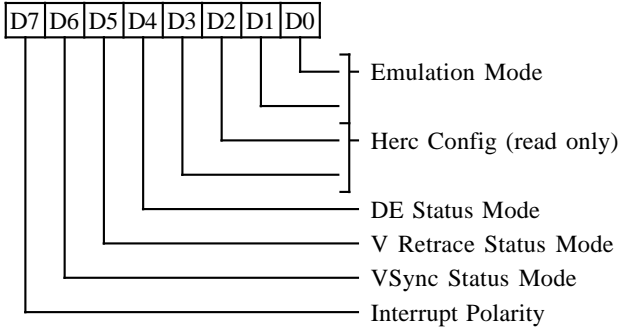 D7 D6 D5 D4 D3 D2 D1 D0
Emulation Mode
Herc Config (read only)
DE Status Mode
V Retrace Status Mode
VSync Status Mode
Interrupt Polarity